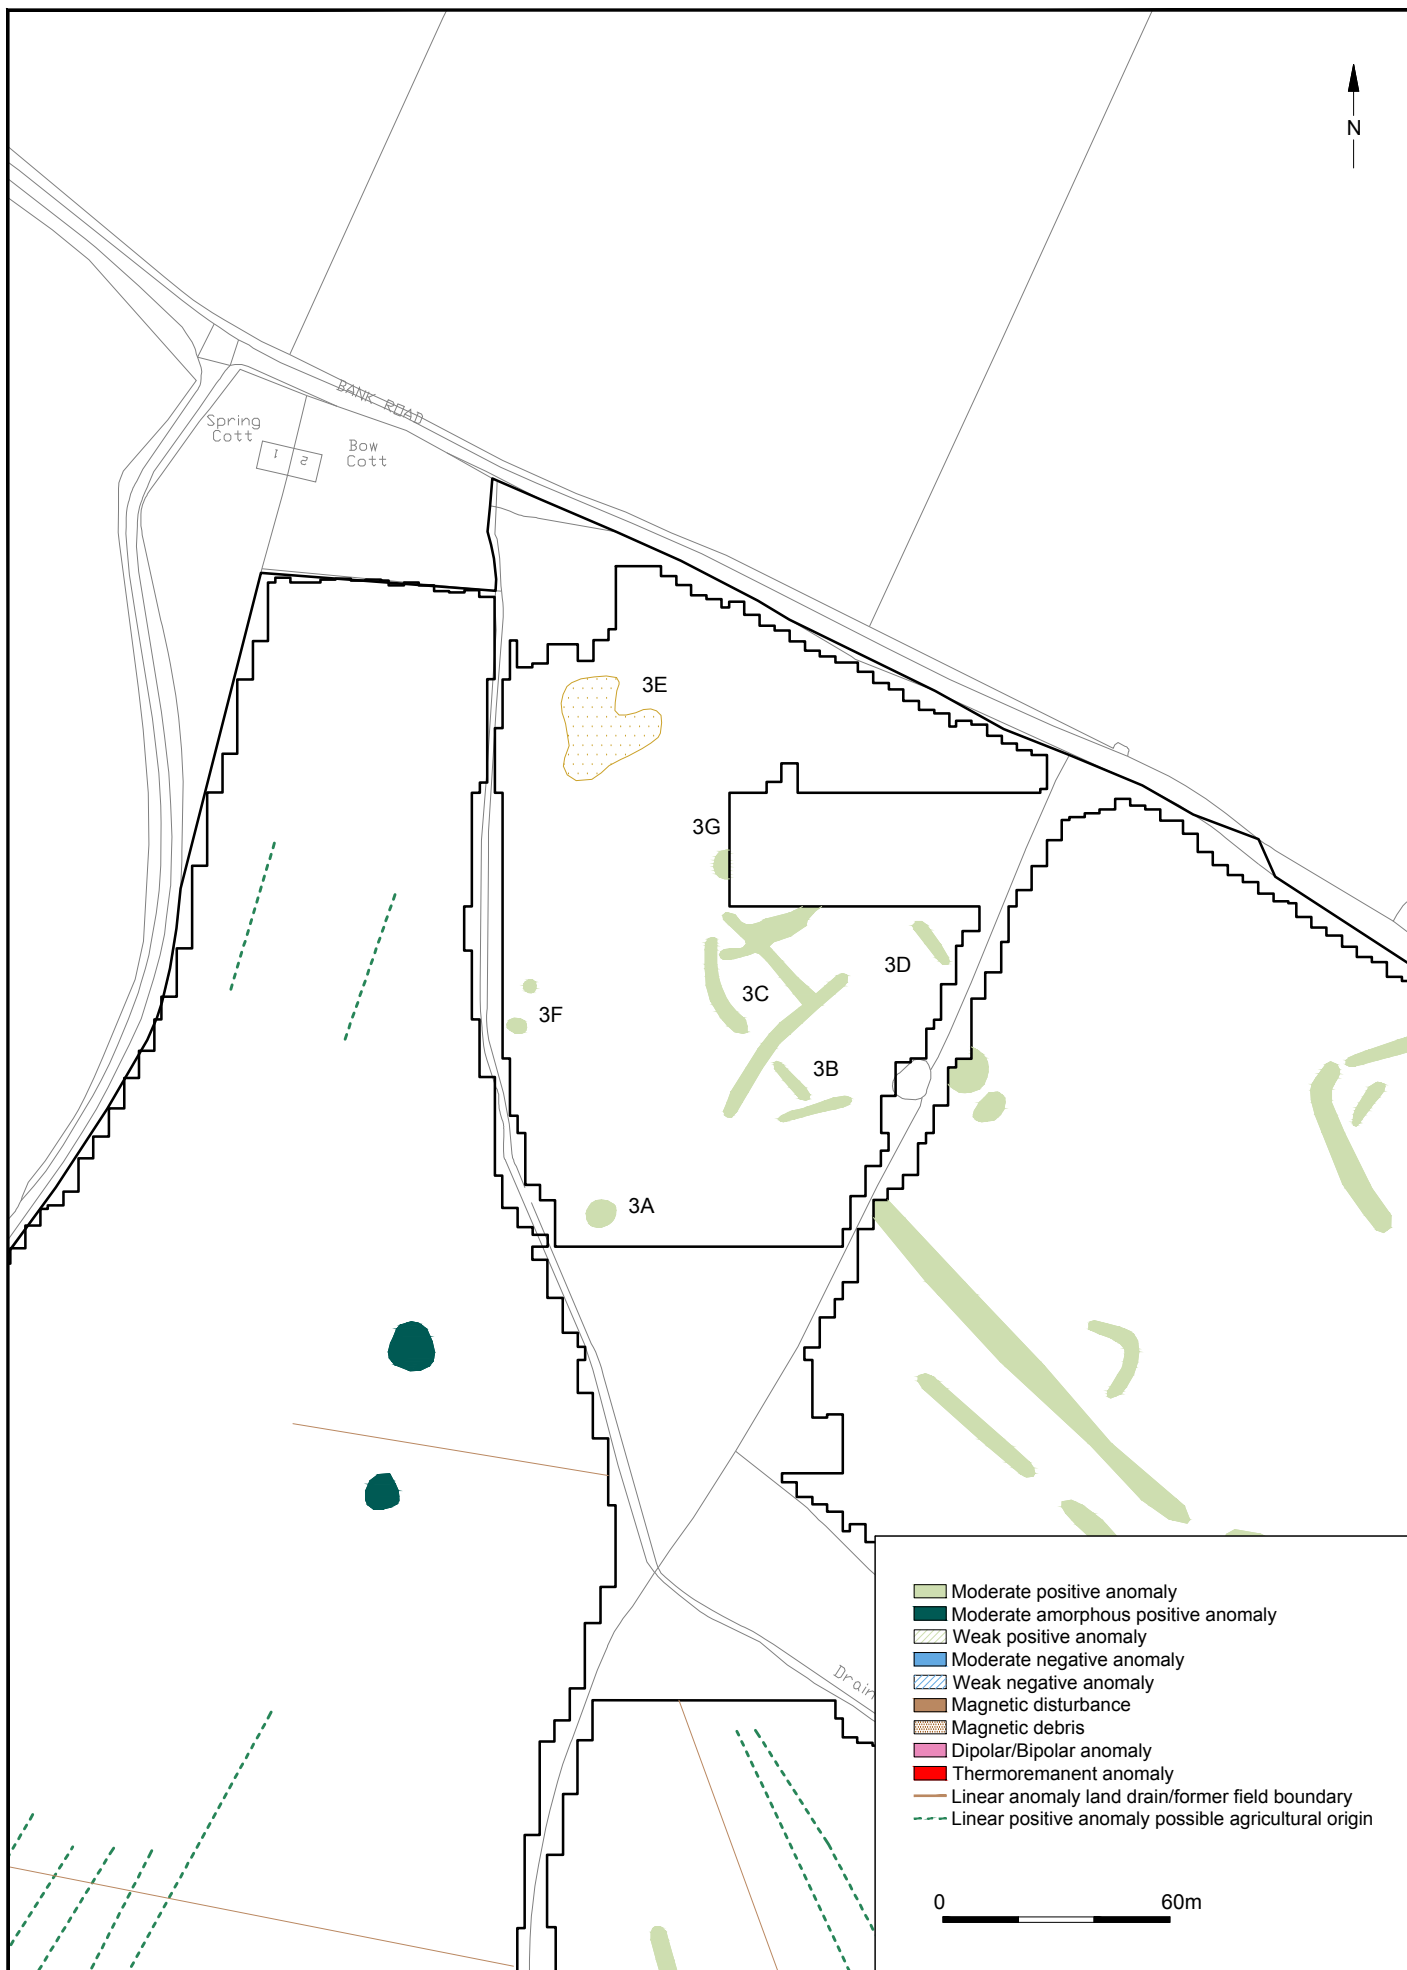 N
BANK ROAD
Spring
Cott
Bow
Cott
1
2
3E
3G
3D
3C
3F
3B
3A
Drain
Moderate positive anomaly
Moderate amorphous positive anomaly
Weak positive anomaly
Moderate negative anomaly
Weak negative anomaly
Magnetic disturbance
Magnetic debris
Dipolar/Bipolar anomaly
Thermoremanent anomaly
Linear anomaly land drain/former field boundary
Linear positive anomaly possible agricultural origin
0 60m